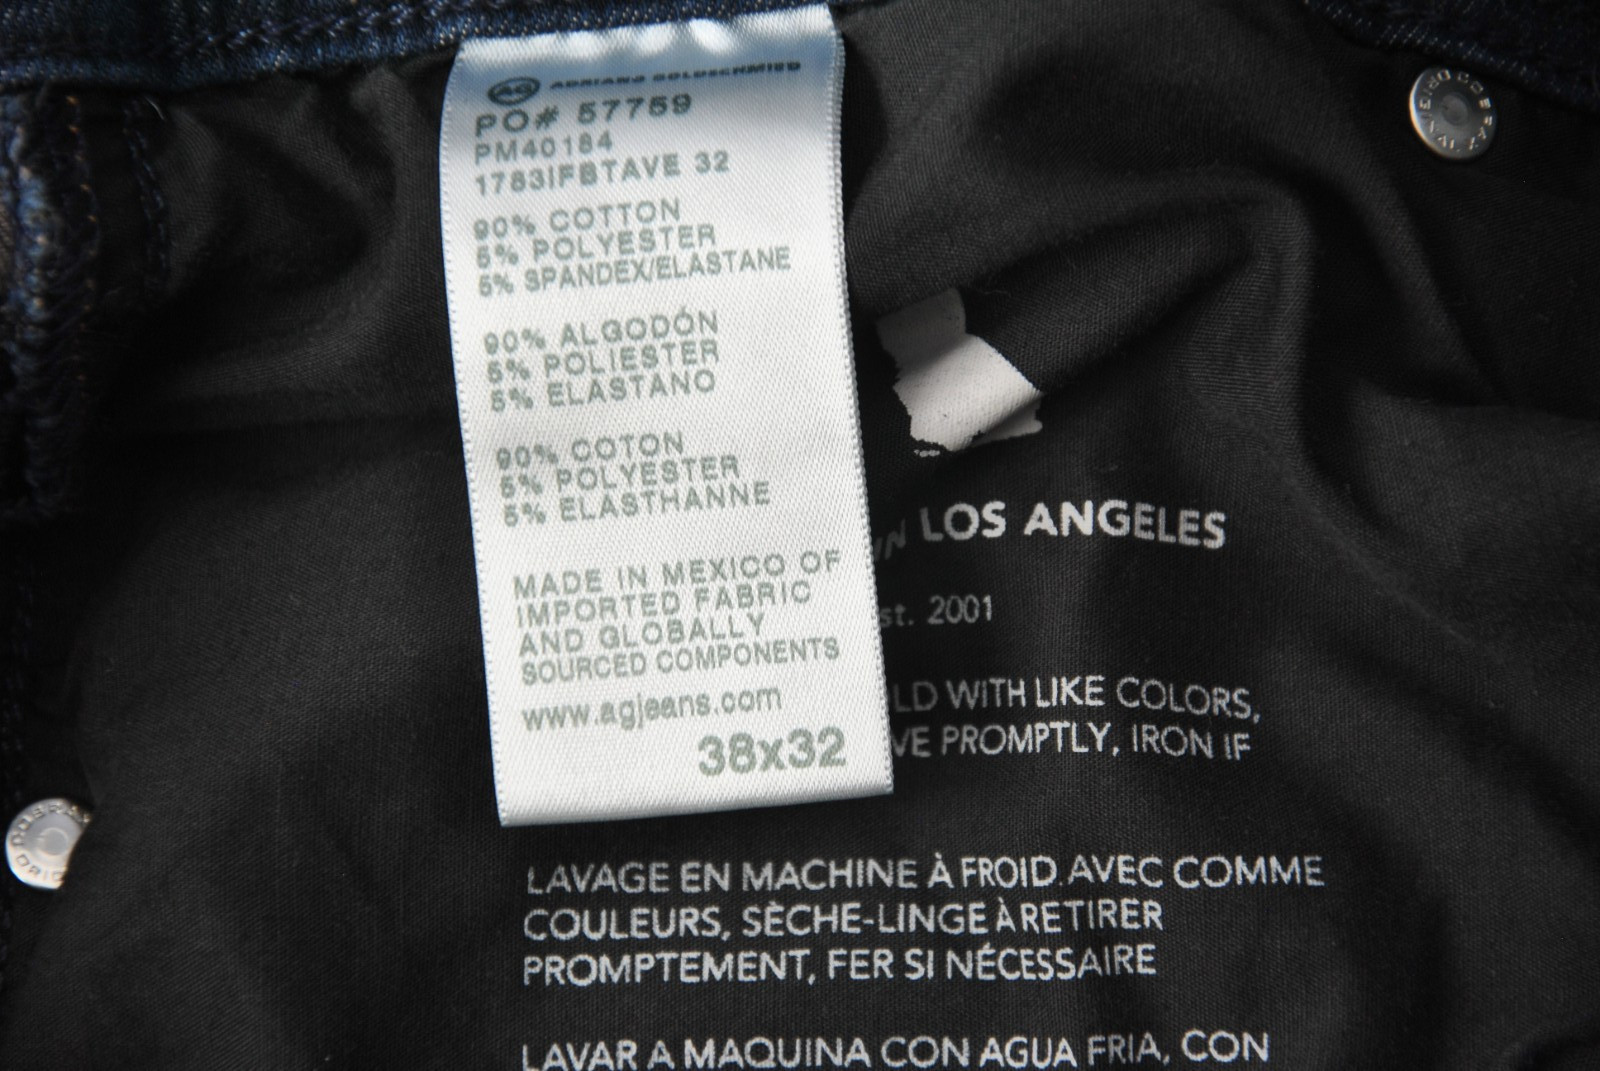 AG ADRIANO GOLDSCHMIED
PO# 57759
PM40184
1783IFBTAVE 32
90% COTTON
5% POLYESTER
5% SPANDEX/ELASTANE
90% ALGODÓN
5% POLIESTER
5% ELASTANO
90% COTON
5% POLYESTER
5% ELASTHANNE
MADE IN MEXICO OF
IMPORTED FABRIC
AND GLOBALLY
SOURCED COMPONENTS
www.agjeans.com
38x32
IN LOS ANGELES
st. 2001
LD WITH LIKE COLORS,
VE PROMPTLY, IRON IF
LAVAGE EN MACHINE À FROID AVEC COMME
COULEURS, SÈCHE-LINGE À RETIRER
PROMPTEMENT, FER SI NÉCESSAIRE
LAVAR A MAQUINA CON AGUA FRIA, CON